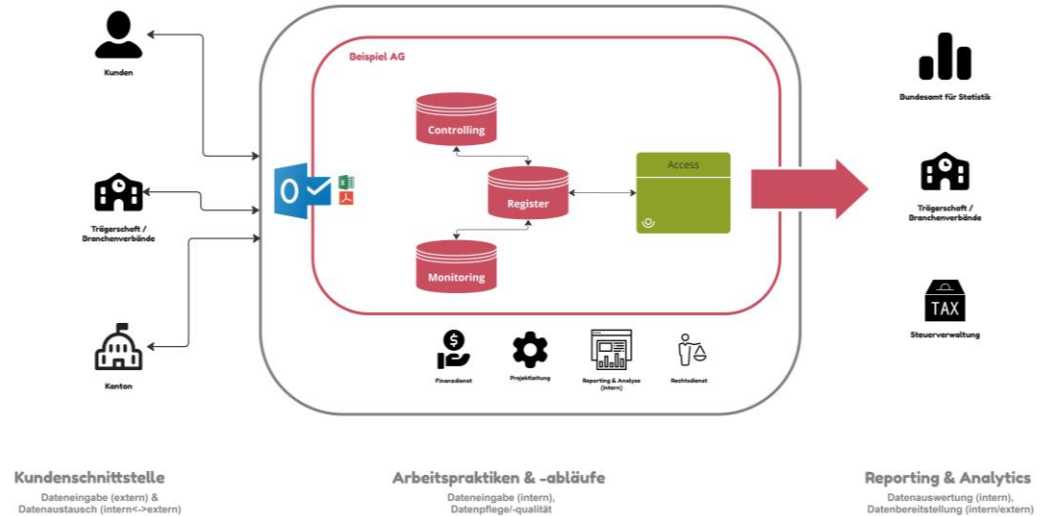 Beispiel AG
Kunden
Trägerschaft /
Branchenverbände
Kanton
O
Controlling
Register
Monitoring
Access
Finanzdienst
Projektleitung
Reporting & Analyse
(intern)
Rechtsdienst
Bundesamt für Statistik
Trägerschaft /
Branchenverbände
TAX
Steuerverwaltung
Kundenschnittstelle
Dateneingabe (extern) &
Datenaustausch (intern<->extern)
Arbeitspraktiken & -abläufe
Dateneingabe (intern),
Datenpflege/-qualität
Reporting & Analytics
Datenauswertung (intern),
Datenbereitstellung (intern/extern)